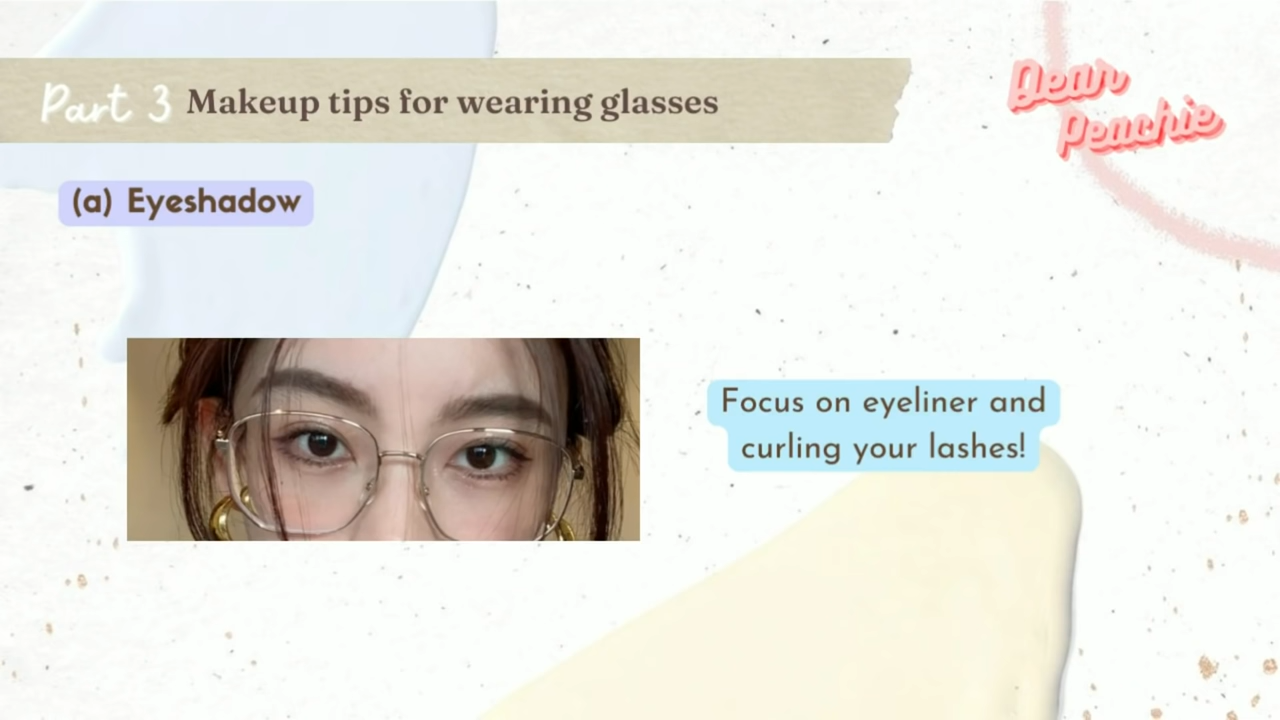 Part 3 Makeup tips for wearing glasses
Dear
Peachie
(a) Eyeshadow
Focus on eyeliner and
curling your lashes!